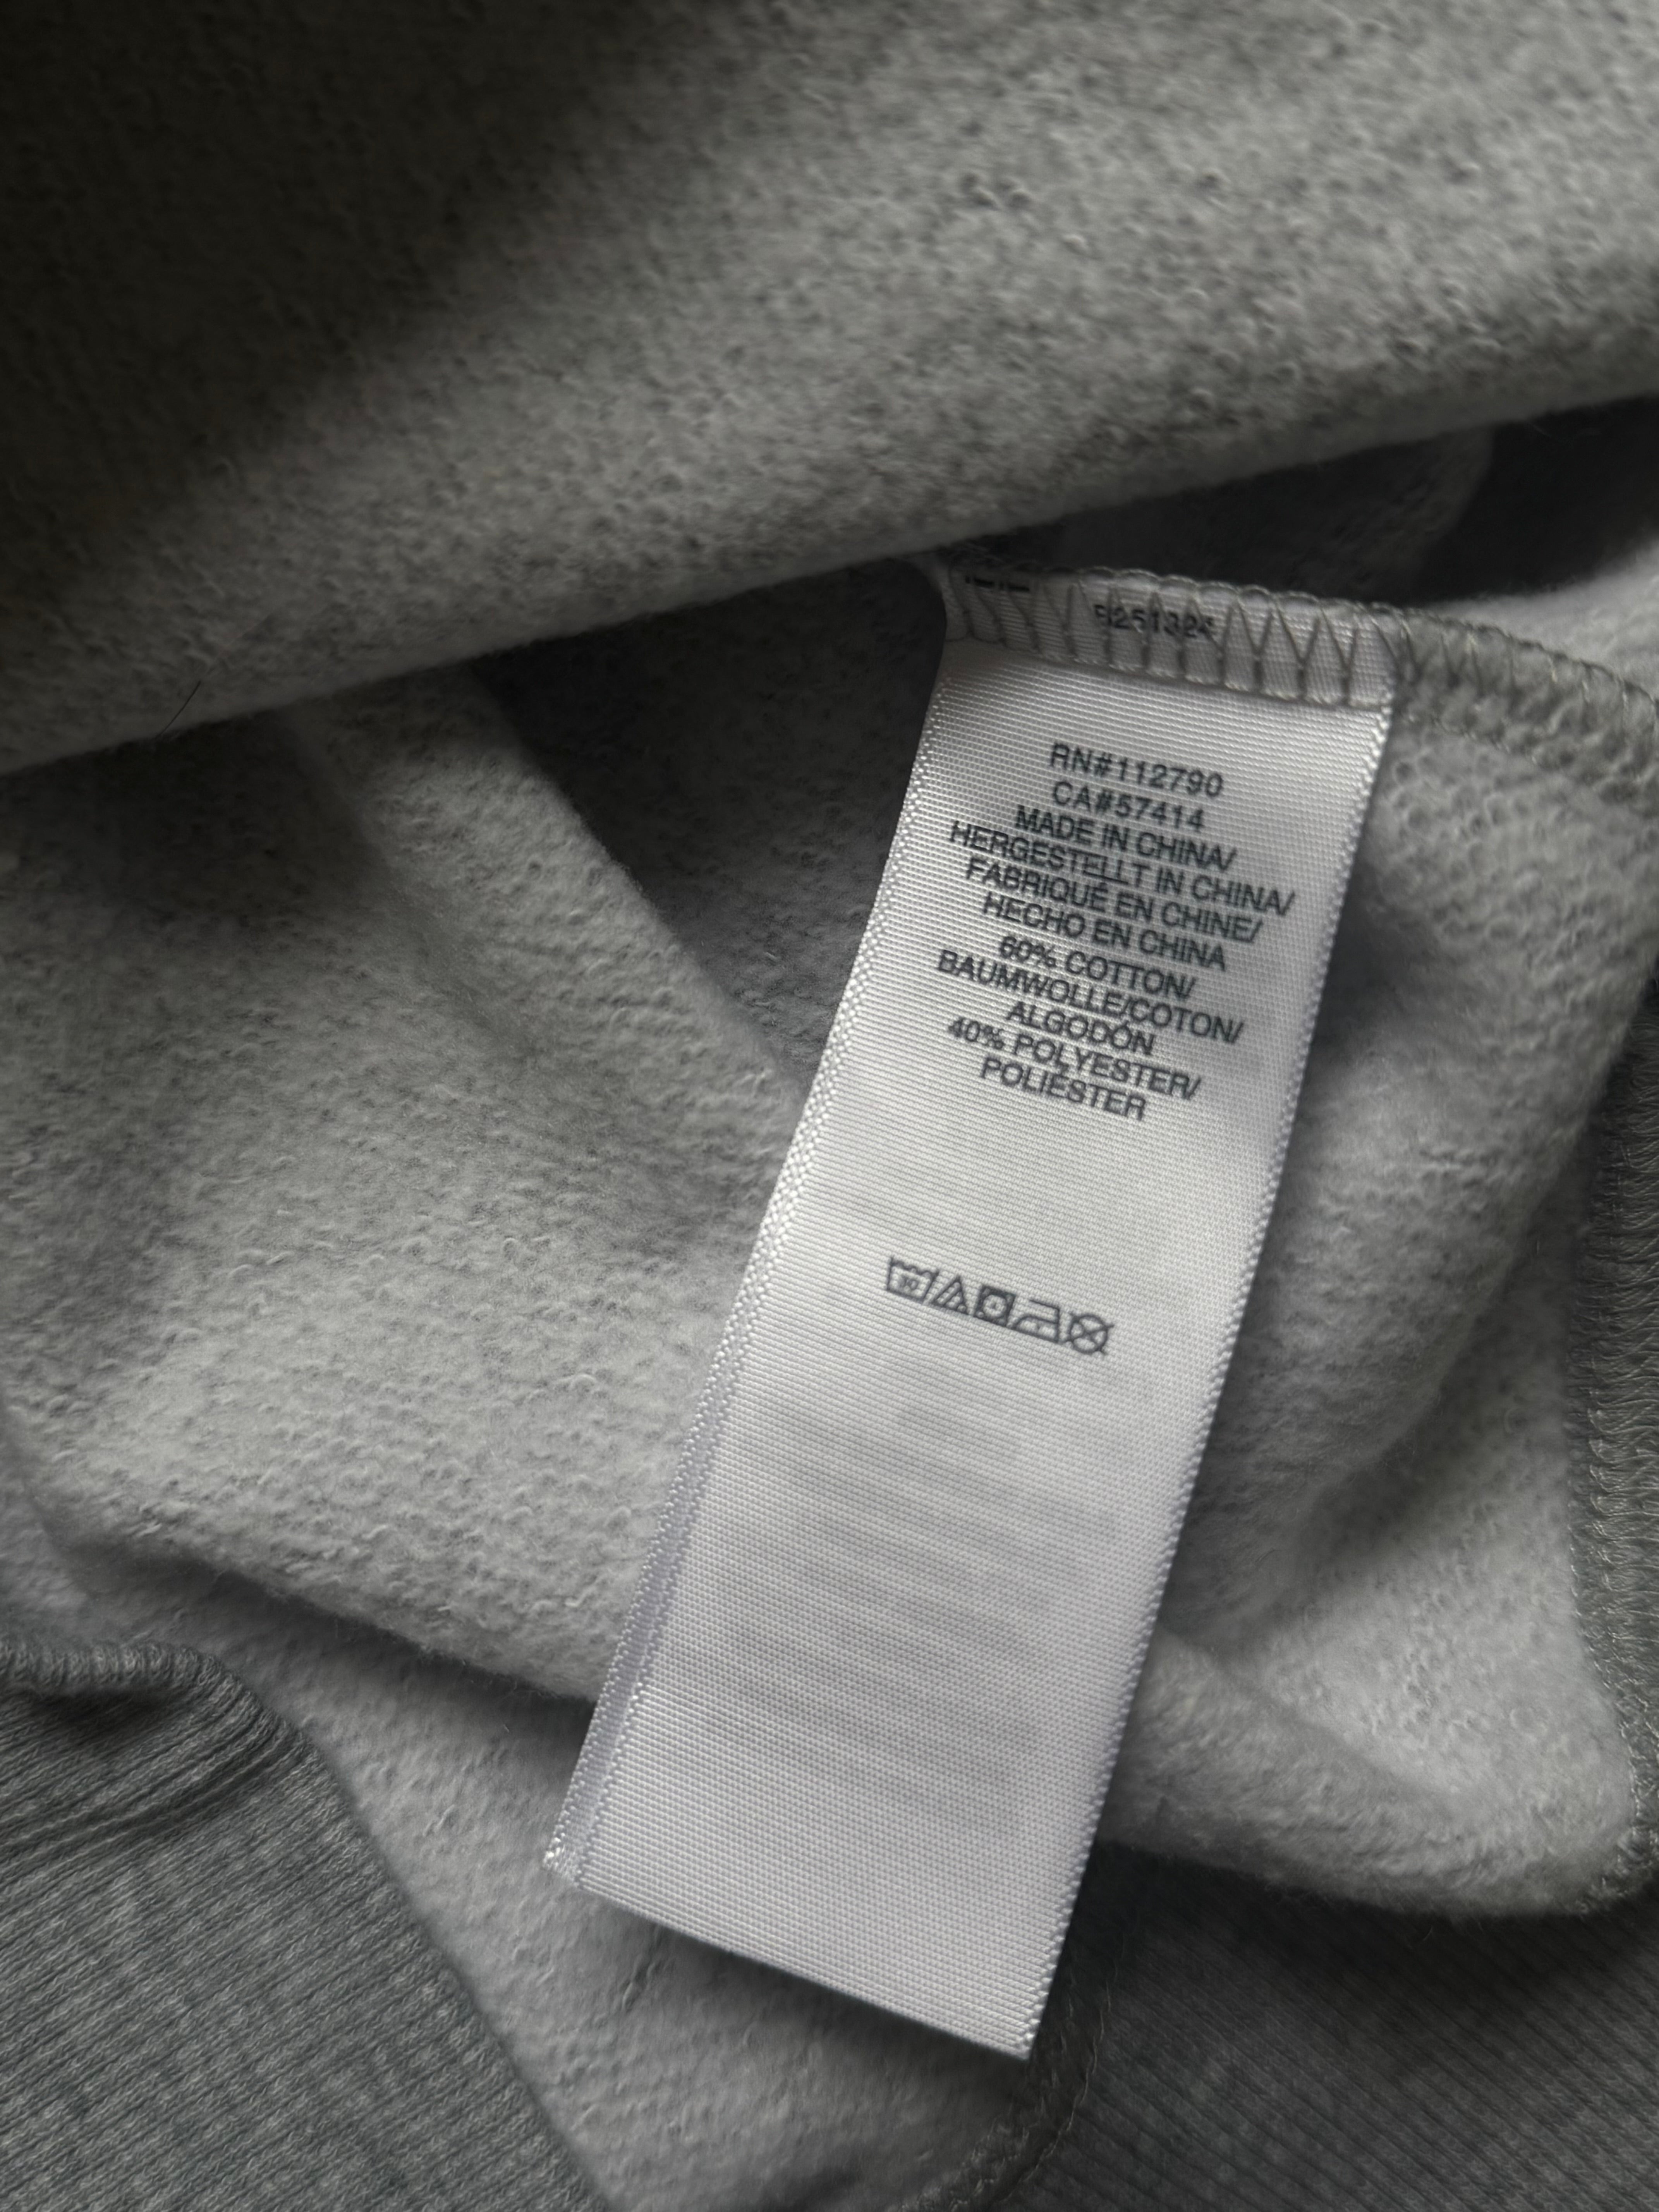 RN#112790
CA#57414
MADE IN CHINA/
HERGESTELLT IN CHINA/
FABRIQUÉ EN CHINE/
HECHO EN CHINA
60% COTTON/
BAUMWOLLE/COTON/
ALGODÓN
40% POLYESTER/
POLIÉSTER
30